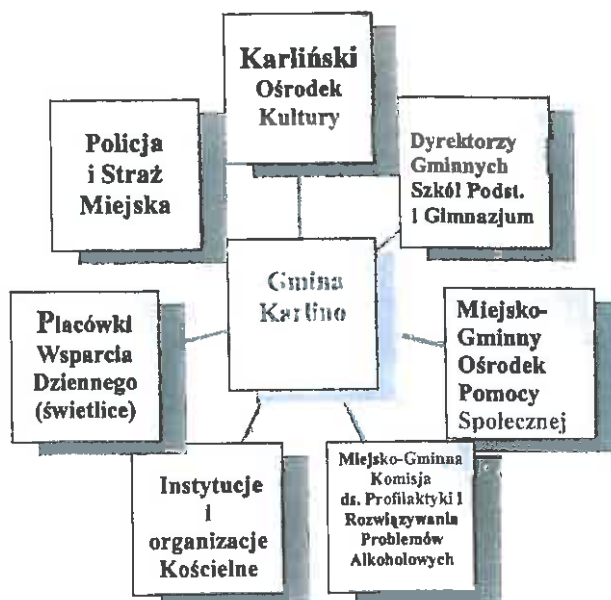 Karliński
Ośrodek
Kultury
Policja
i Straż
Miejska
Dyrektorzy
Gminnych
Szkół Podst.
i Gimnazjum
Gmina
Karlino
Placówki
Wsparcia
Dziennego
(świetlice)
Miejsko-
Gminny
Ośrodek
Pomocy
Społecznej
Instytucje
i
organizacje
Kościelne
Miejsko-Gminna
Komisja
ds. Profilaktyki i
Rozwiązywania
Problemów
Alkoholowych